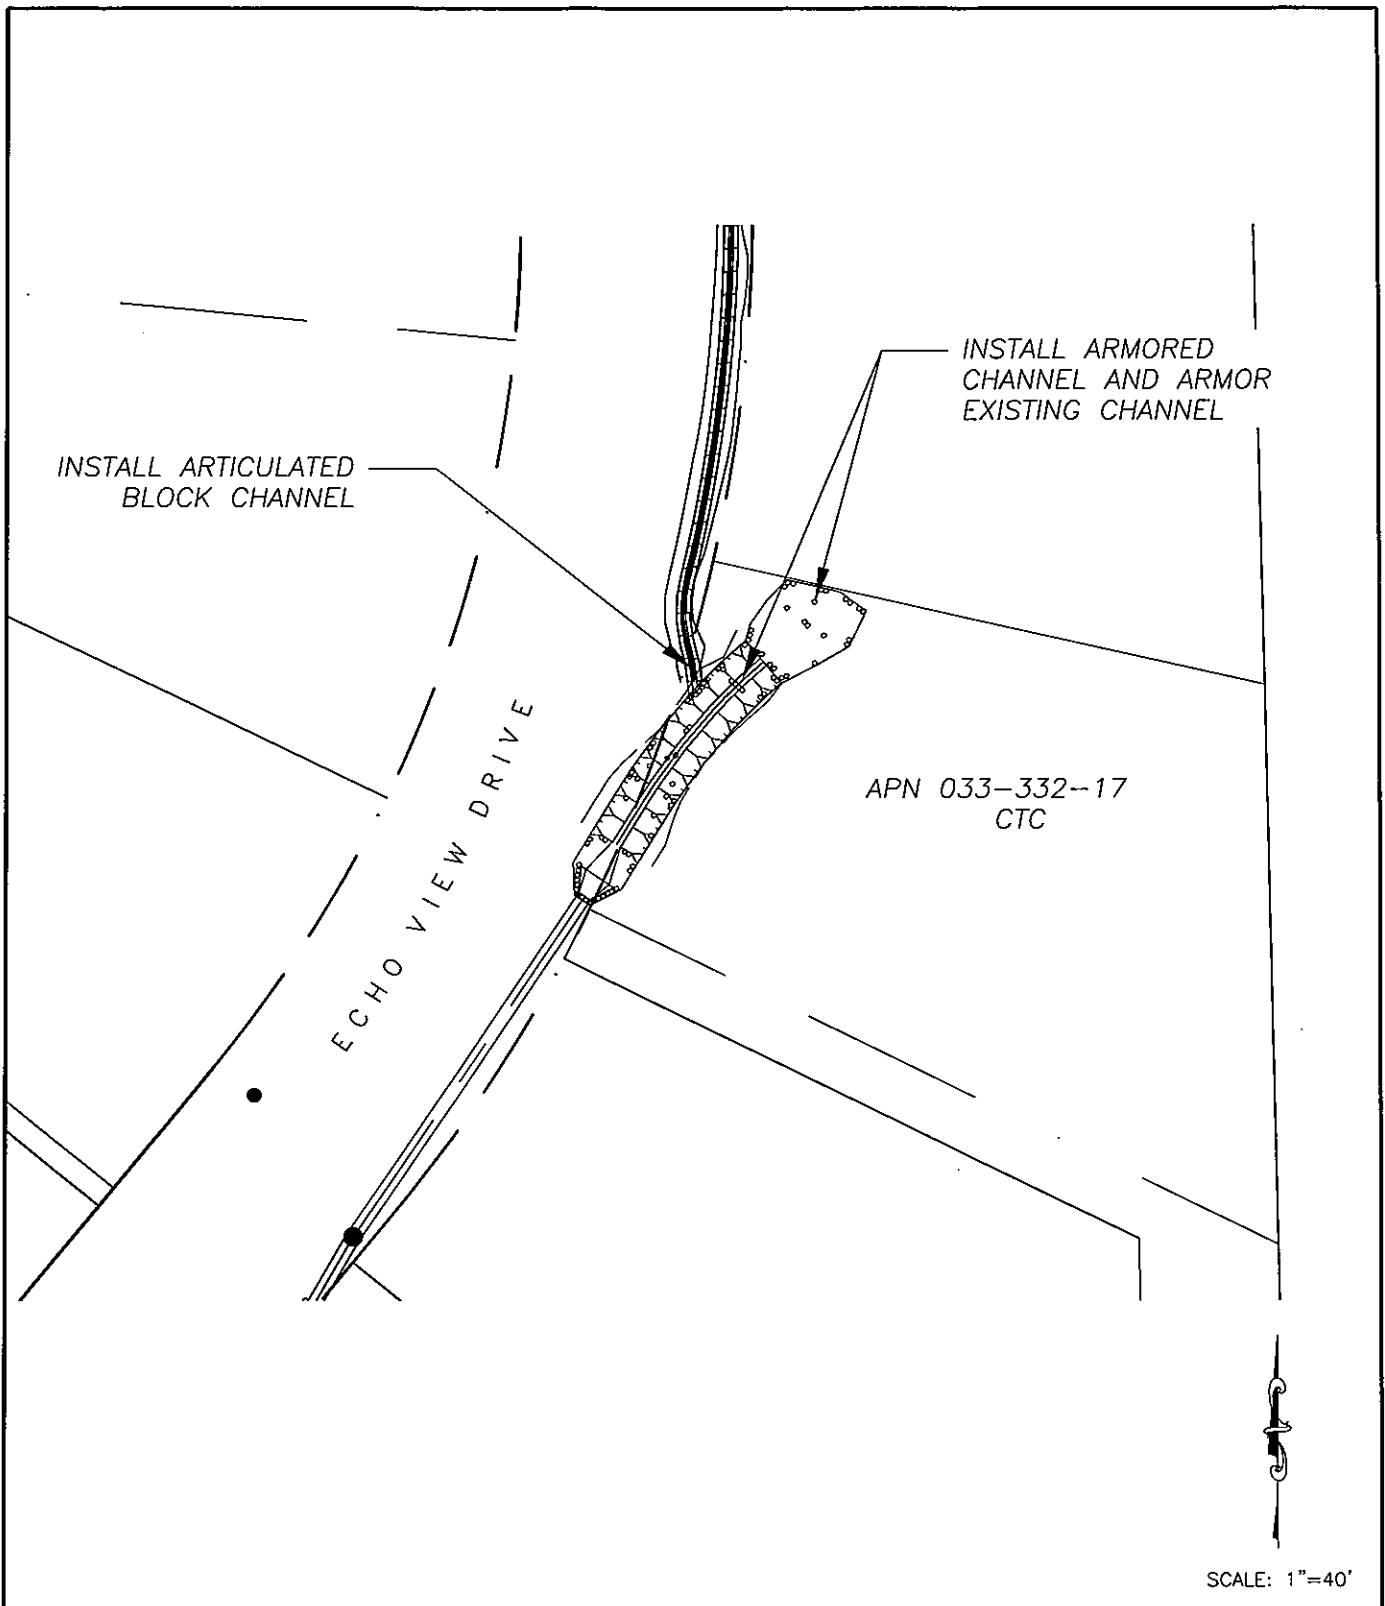 INSTALL ARMORED
CHANNEL AND ARMOR
EXISTING CHANNEL
INSTALL ARTICULATED
BLOCK CHANNEL
ECHO VIEW DRIVE
APN 033-332-17
CTC
SCALE: 1"=40'